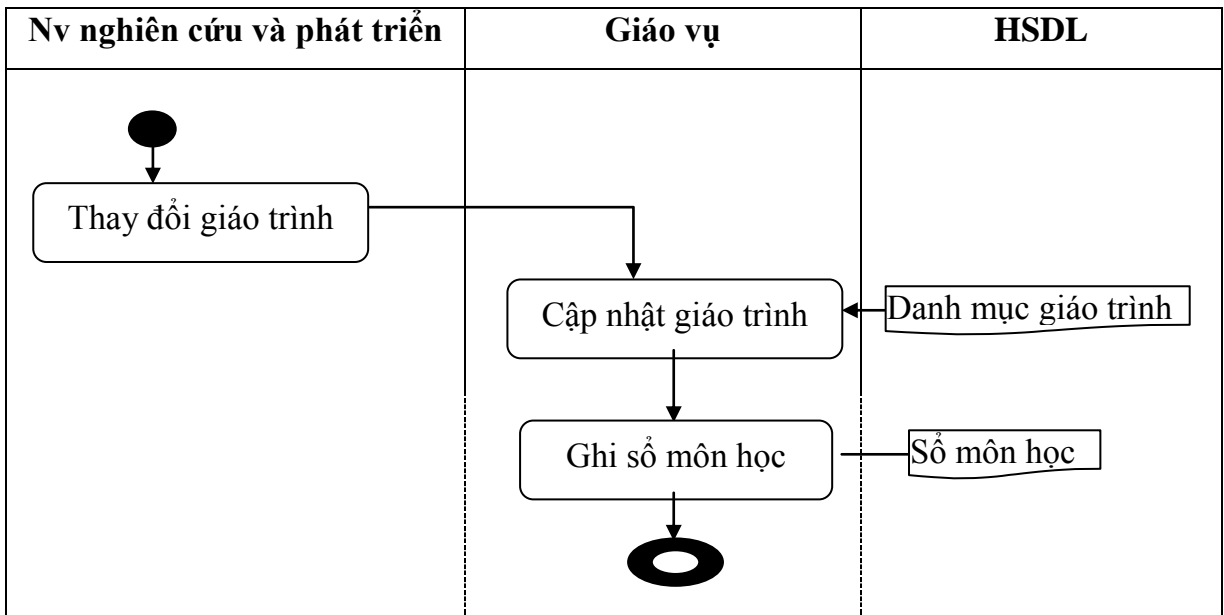 Nv nghiên cứu và phát triển
Giáo vụ
HSDL
Thay đổi giáo trình
Cập nhật giáo trình
Danh mục giáo trình
Ghi sổ môn học
Sổ môn học